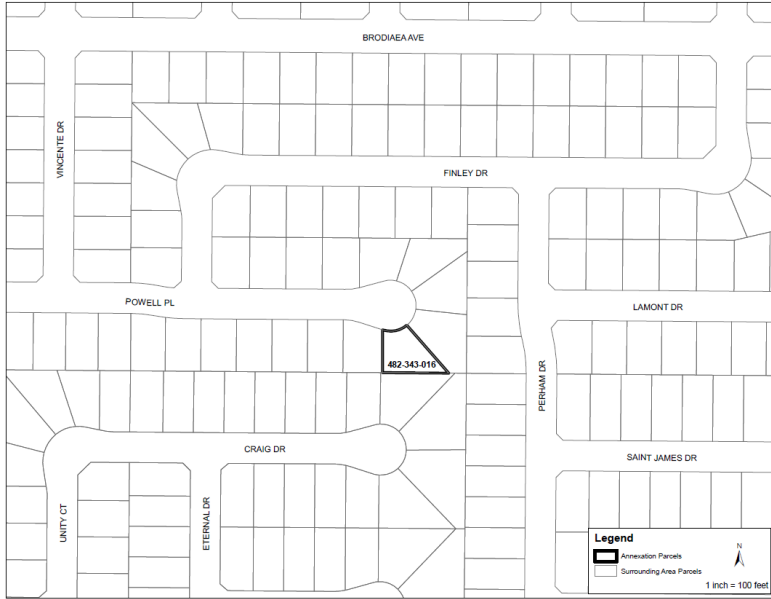 BRODIAEA AVE
VINCENTE DR
FINLEY DR
POWELL PL
LAMONT DR
482-343-016
PERHAM DR
CRAIG DR
SAINT JAMES DR
UNITY CT
ETERNAL DR
Legend
Annexation Parcels
Surrounding Area Parcels
N
1 inch = 100 feet